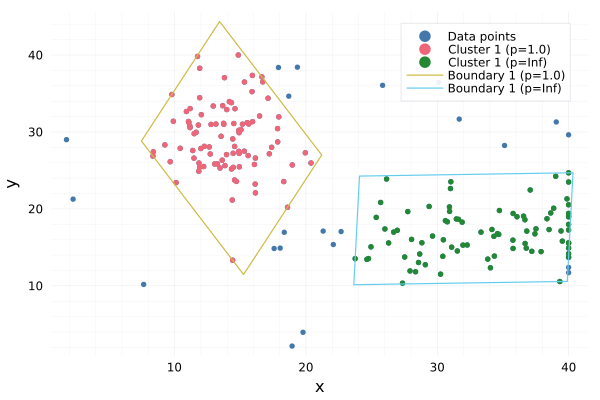 Data points
Cluster 1 (p=1.0)
Cluster 1 (p=Inf)
Boundary 1 (p=1.0)
Boundary 1 (p=Inf)
40
30
20
10
y
10
20
30
40
x